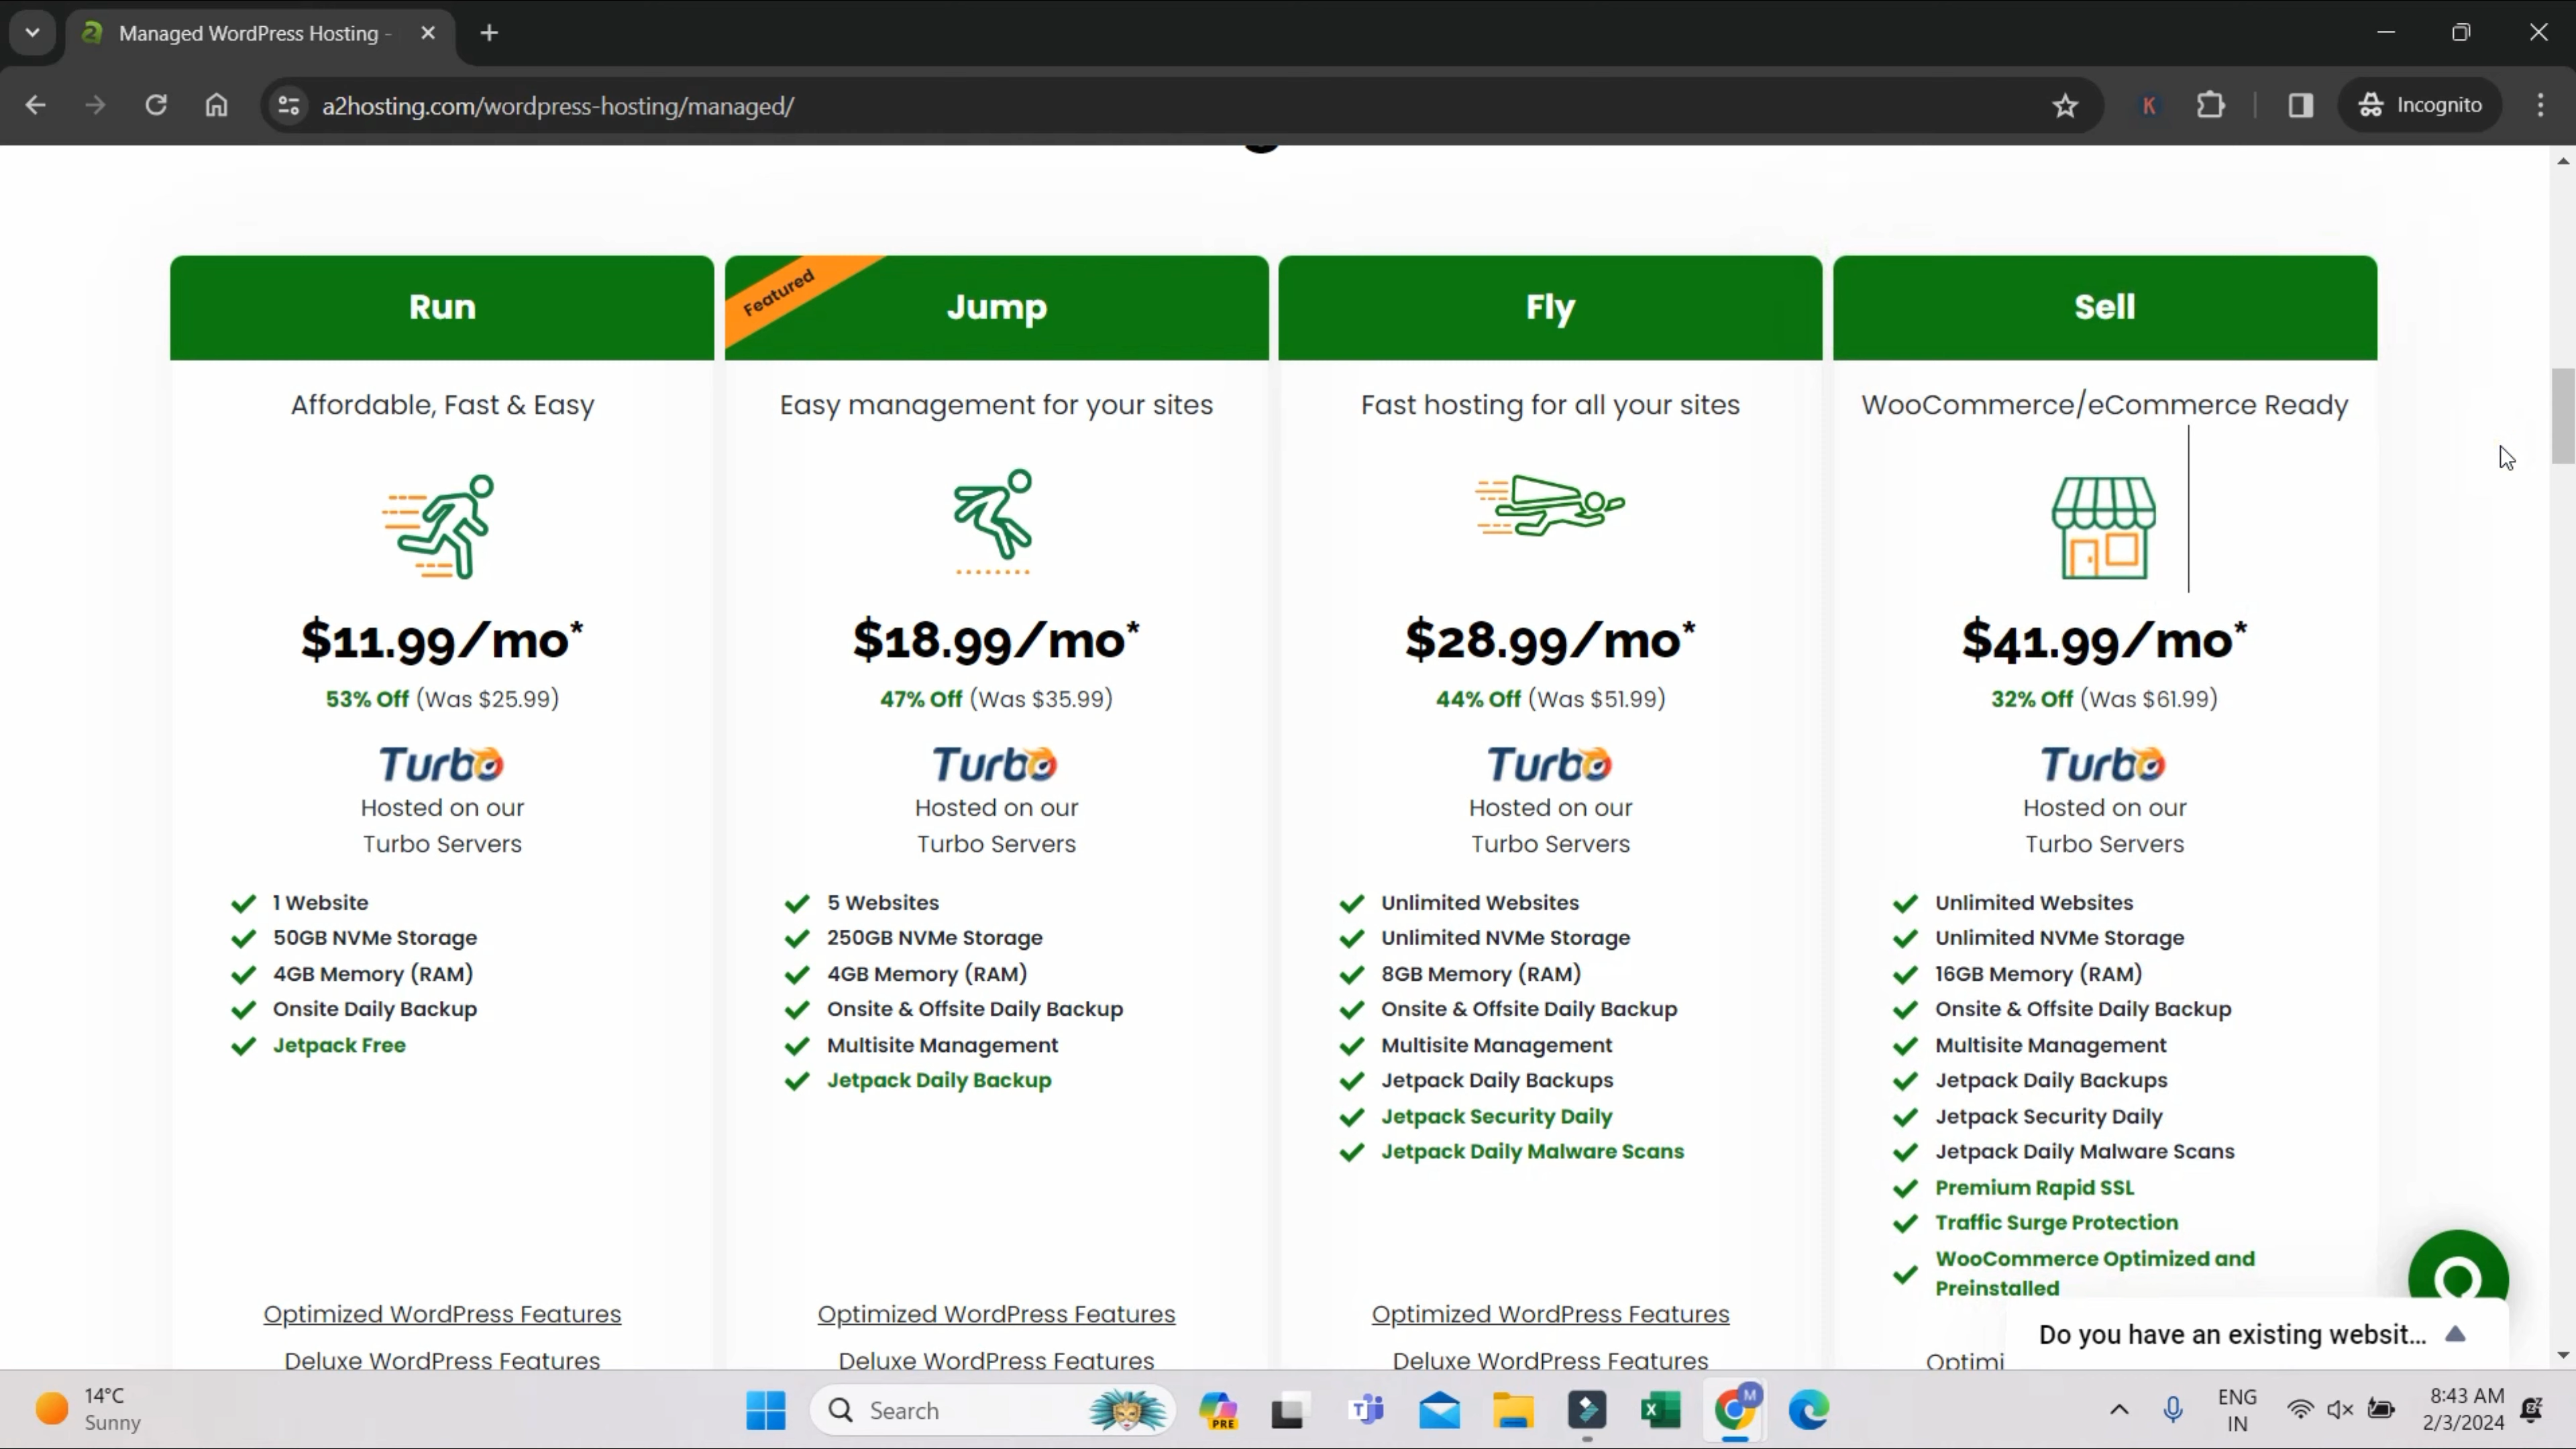 Managed WordPress Hosting -
a2hosting.com/wordpress-hosting/managed/
K
Incognito
Run
Affordable, Fast & Easy
$11.99/mo*
53% Off (Was $25.99)
Turbo
Hosted on our
Turbo Servers
1 Website
50GB NVMe Storage
4GB Memory (RAM)
Onsite Daily Backup
Jetpack Free
Optimized WordPress Features
Deluxe WordPress Features
Featured
Jump
Easy management for your sites
$18.99/mo*
47% Off (Was $35.99)
Turbo
Hosted on our
Turbo Servers
5 Websites
250GB NVMe Storage
4GB Memory (RAM)
Onsite & Offsite Daily Backup
Multisite Management
Jetpack Daily Backup
Optimized WordPress Features
Deluxe WordPress Features
Fly
Fast hosting for all your sites
$28.99/mo*
44% Off (Was $51.99)
Turbo
Hosted on our
Turbo Servers
Unlimited Websites
Unlimited NVMe Storage
8GB Memory (RAM)
Onsite & Offsite Daily Backup
Multisite Management
Jetpack Daily Backups
Jetpack Security Daily
Jetpack Daily Malware Scans
Optimized WordPress Features
Deluxe WordPress Features
Sell
WooCommerce/eCommerce Ready
$41.99/mo*
32% Off (Was $61.99)
Turbo
Hosted on our
Turbo Servers
Unlimited Websites
Unlimited NVMe Storage
16GB Memory (RAM)
Onsite & Offsite Daily Backup
Multisite Management
Jetpack Daily Backups
Jetpack Security Daily
Jetpack Daily Malware Scans
Premium Rapid SSL
Traffic Surge Protection
WooCommerce Optimized and
Preinstalled
Optimi
Do you have an existing websit...
14°C
Sunny
Search
PRE
M
ENG
IN
8:43 AM
2/3/2024